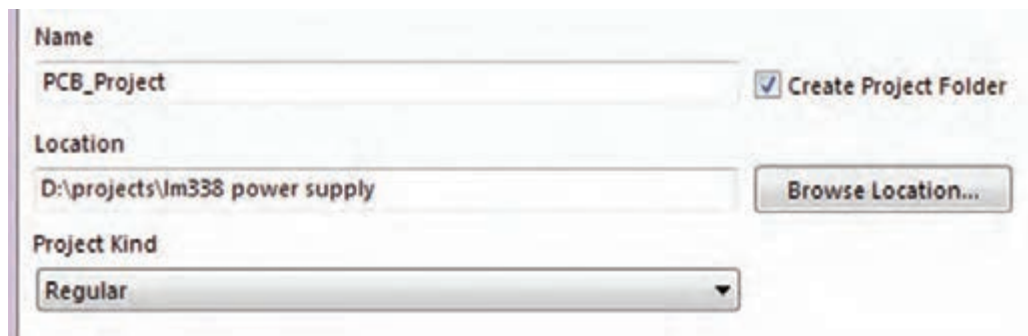 Name
PCB_Project
Create Project Folder
Location
D:\projects\lm338 power supply
Browse Location...
Project Kind
Regular